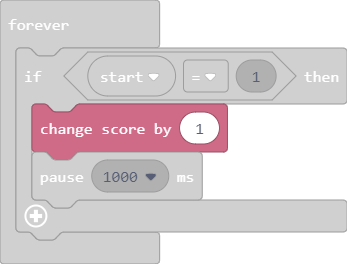 forever
if start = 1 then
change score by 1
pause 1000 ms